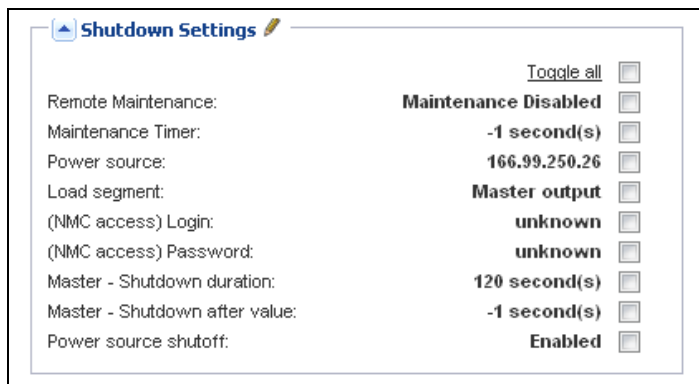 Shutdown Settings
Toggle all
Remote Maintenance: Maintenance Disabled
Maintenance Timer: -1 second(s)
Power source: 166.99.250.26
Load segment: Master output
(NMC access) Login: unknown
(NMC access) Password: unknown
Master - Shutdown duration: 120 second(s)
Master - Shutdown after value: -1 second(s)
Power source shutoff: Enabled